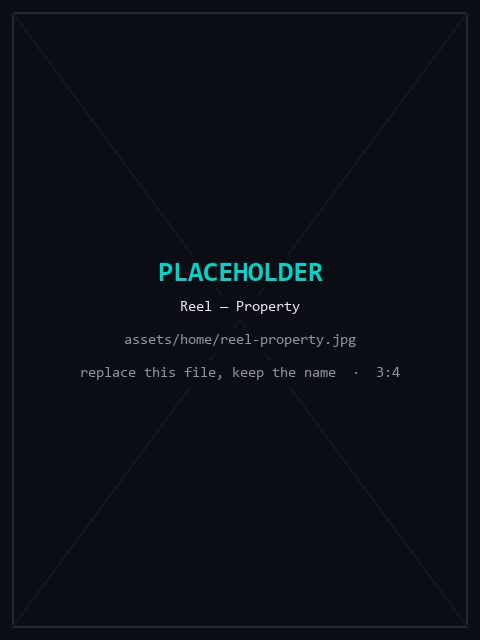 PLACEHOLDER
Reel — Property
assets/home/reel-property.jpg
replace this file, keep the name · 3:4